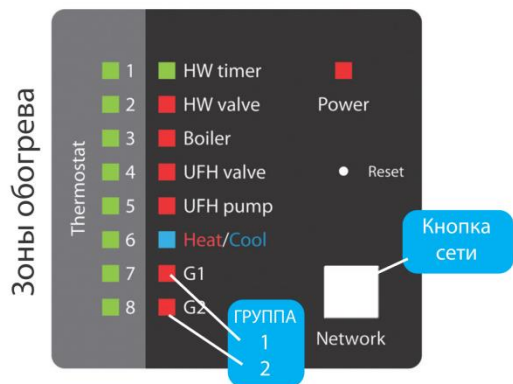 Зоны обогрева
Thermostat
1 HW timer
2 HW valve
3 Boiler
4 UFH valve
5 UFH pump
6 Heat/Cool
7 G1
8 G2
Power
Reset
Кнопка
сети
Network
ГРУППА
1
2